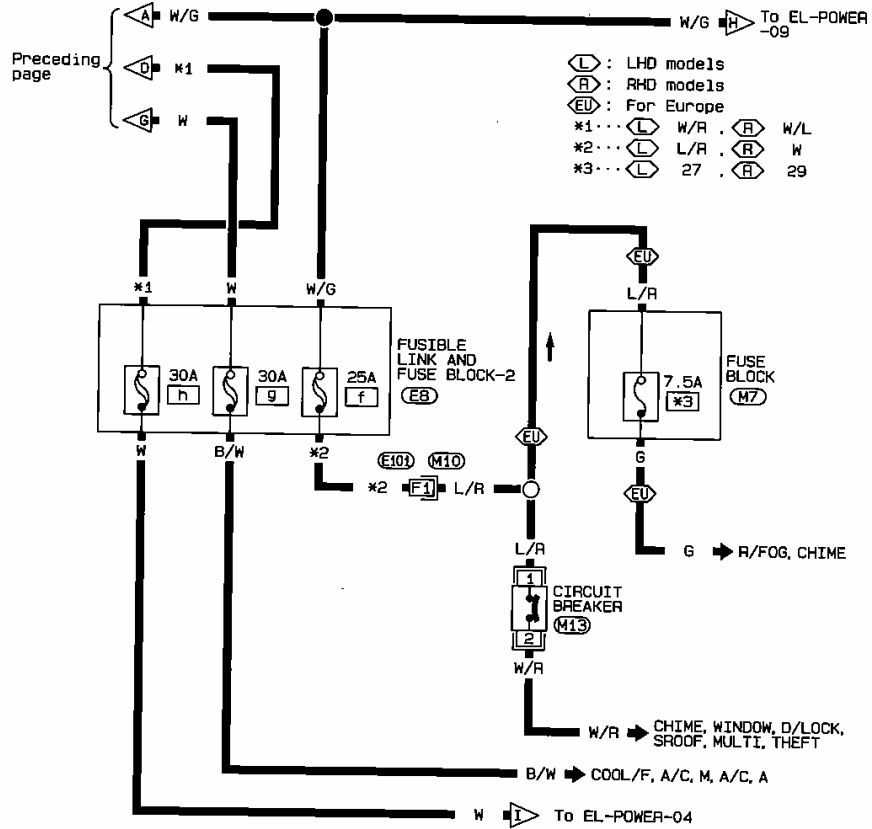 A W/G
W/G H To EL-POWER
-09
Preceding
page
D *1
G W
L : LHD models
R : RHD models
EU : For Europe
*1··· L W/R , R W/L
*2··· L L/R , R W
*3··· L 27 , R 29
EU
*1 W W/G
L/R
FUSIBLE
LINK AND
FUSE BLOCK-2
E8
30A
h
30A
g
25A
f
FUSE
BLOCK
M7
7.5A
*3
W B/W *2
EU
G
E101 M10
*2 F1 L/R
EU
L/R
G R/FOG, CHIME
1
CIRCUIT
BREAKER
M13
2
W/R
W/R CHIME, WINDOW, D/LOCK,
SROOF, MULTI, THEFT
B/W COOL/F, A/C, M, A/C, A
W I To EL-POWER-04